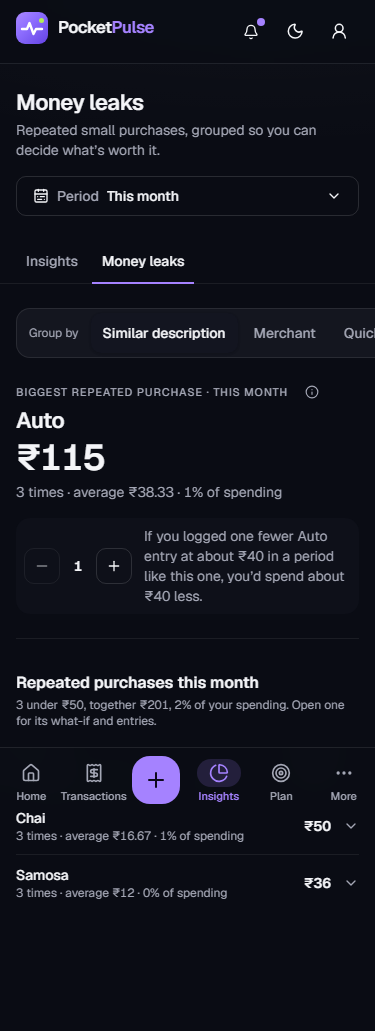 PocketPulse
Money leaks
Repeated small purchases, grouped so you can
decide what's worth it.
Period This month
Insights Money leaks
Group by Similar description Merchant Quic
BIGGEST REPEATED PURCHASE · THIS MONTH
Auto
₹115
3 times · average ₹38.33 · 1% of spending
− 1 +
If you logged one fewer Auto
entry at about ₹40 in a period
like this one, you'd spend about
₹40 less.
Repeated purchases this month
3 under ₹50, together ₹201, 2% of your spending. Open one
for its what-if and entries.
Home Transactions Insights Plan More
Chai ₹50
3 times · average ₹16.67 · 1% of spending
Samosa ₹36
3 times · average ₹12 · 0% of spending